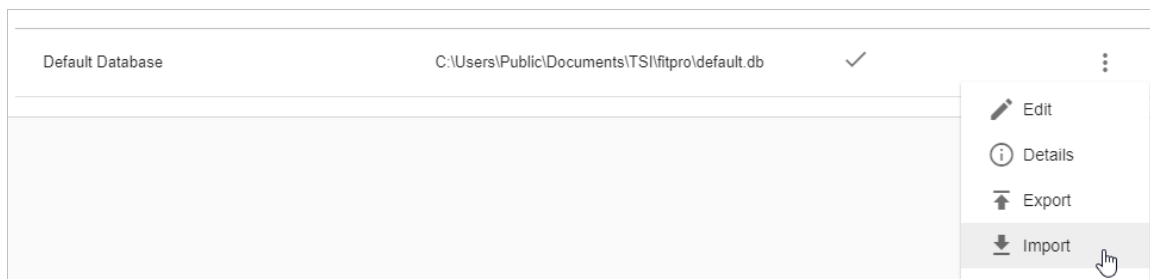 Default Database C:\Users\Public\Documents\TSI\fitpro\default.db
Edit
Details
Export
Import